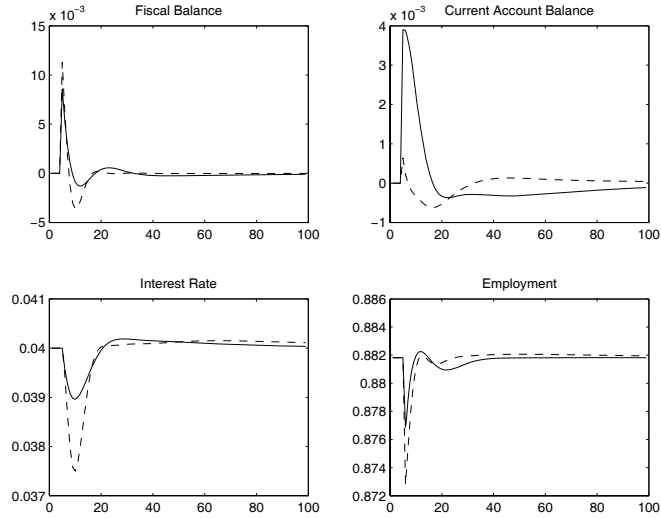 Fiscal Balance
x 10⁻³
15
10
5
0
−5
0 20 40 60 80 100
Current Account Balance
x 10⁻³
4
3
2
1
0
−1
0 20 40 60 80 100
Interest Rate
0.041
0.04
0.039
0.038
0.037
0 20 40 60 80 100
Employment
0.886
0.884
0.882
0.88
0.878
0.876
0.874
0.872
0 20 40 60 80 100